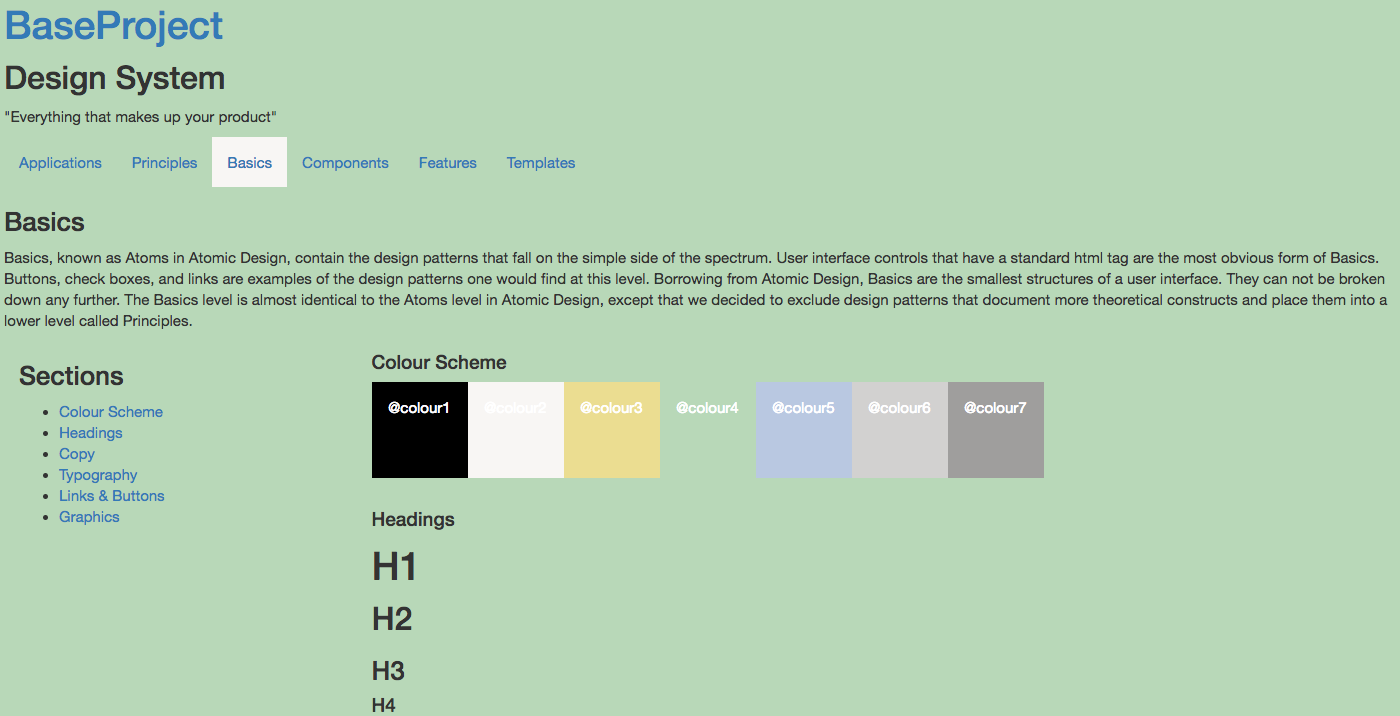 BaseProject
Design System
"Everything that makes up your product"
Applications Principles Basics Components Features Templates
Basics
Basics, known as Atoms in Atomic Design, contain the design patterns that fall on the simple side of the spectrum. User interface controls that have a standard html tag are the most obvious form of Basics.
Buttons, check boxes, and links are examples of the design patterns one would find at this level. Borrowing from Atomic Design, Basics are the smallest structures of a user interface. They can not be broken
down any further. The Basics level is almost identical to the Atoms level in Atomic Design, except that we decided to exclude design patterns that document more theoretical constructs and place them into a
lower level called Principles.
Sections
Colour Scheme
Headings
Copy
Typography
Links & Buttons
Graphics
Colour Scheme
@colour1 @colour2 @colour3 @colour4 @colour5 @colour6 @colour7
Headings
H1
H2
H3
H4